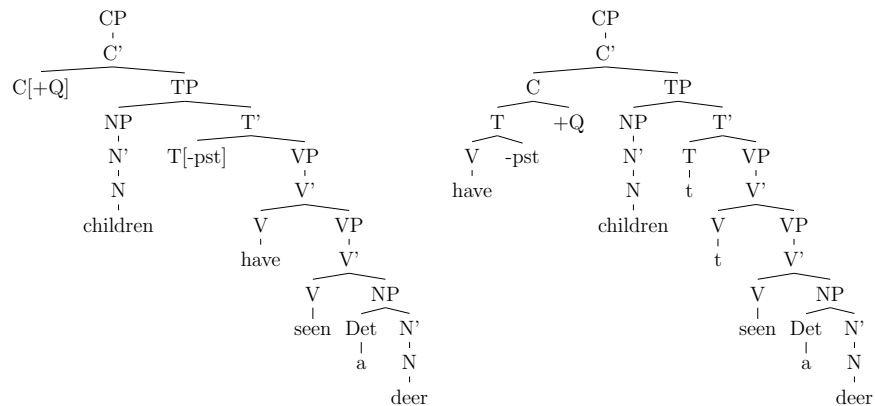 CP CP
C' C'
C[+Q] TP C TP
NP T' T +Q NP T'
N' T[-pst] VP V -pst N' T VP
N V' have N t V'
children V VP children V VP
have V' t V'
V NP V NP
seen Det N' seen Det N'
a N a N
deer deer